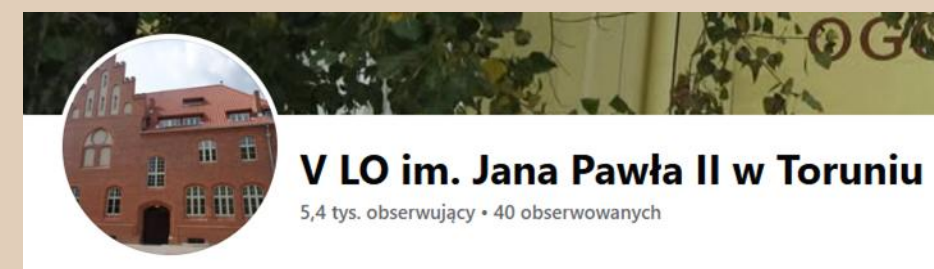 V LO im. Jana Pawła II w Toruniu
5,4 tys. obserwujący • 40 obserwowanych